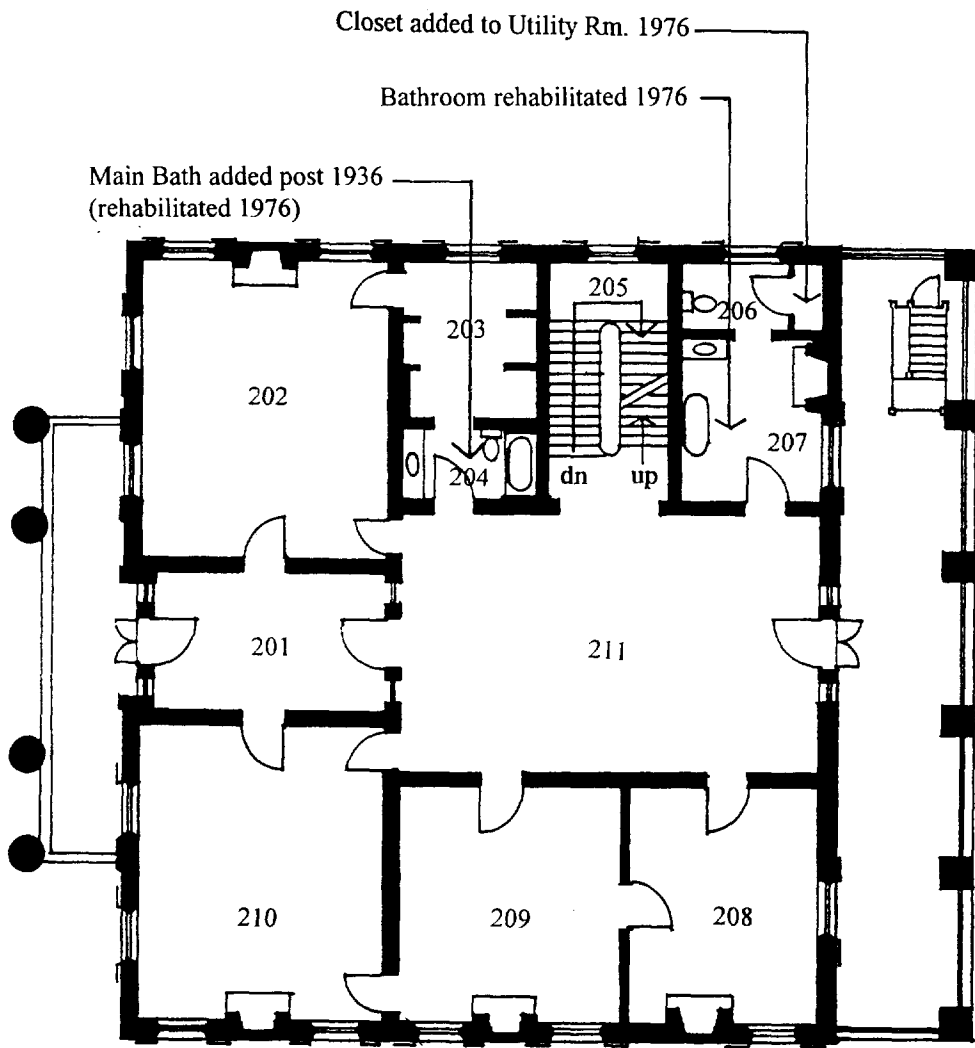 Closet added to Utility Rm. 1976
Bathroom rehabilitated 1976
Main Bath added post 1936
(rehabilitated 1976)
205
206
203
202
207
204
dn
up
201
211
210
209
208